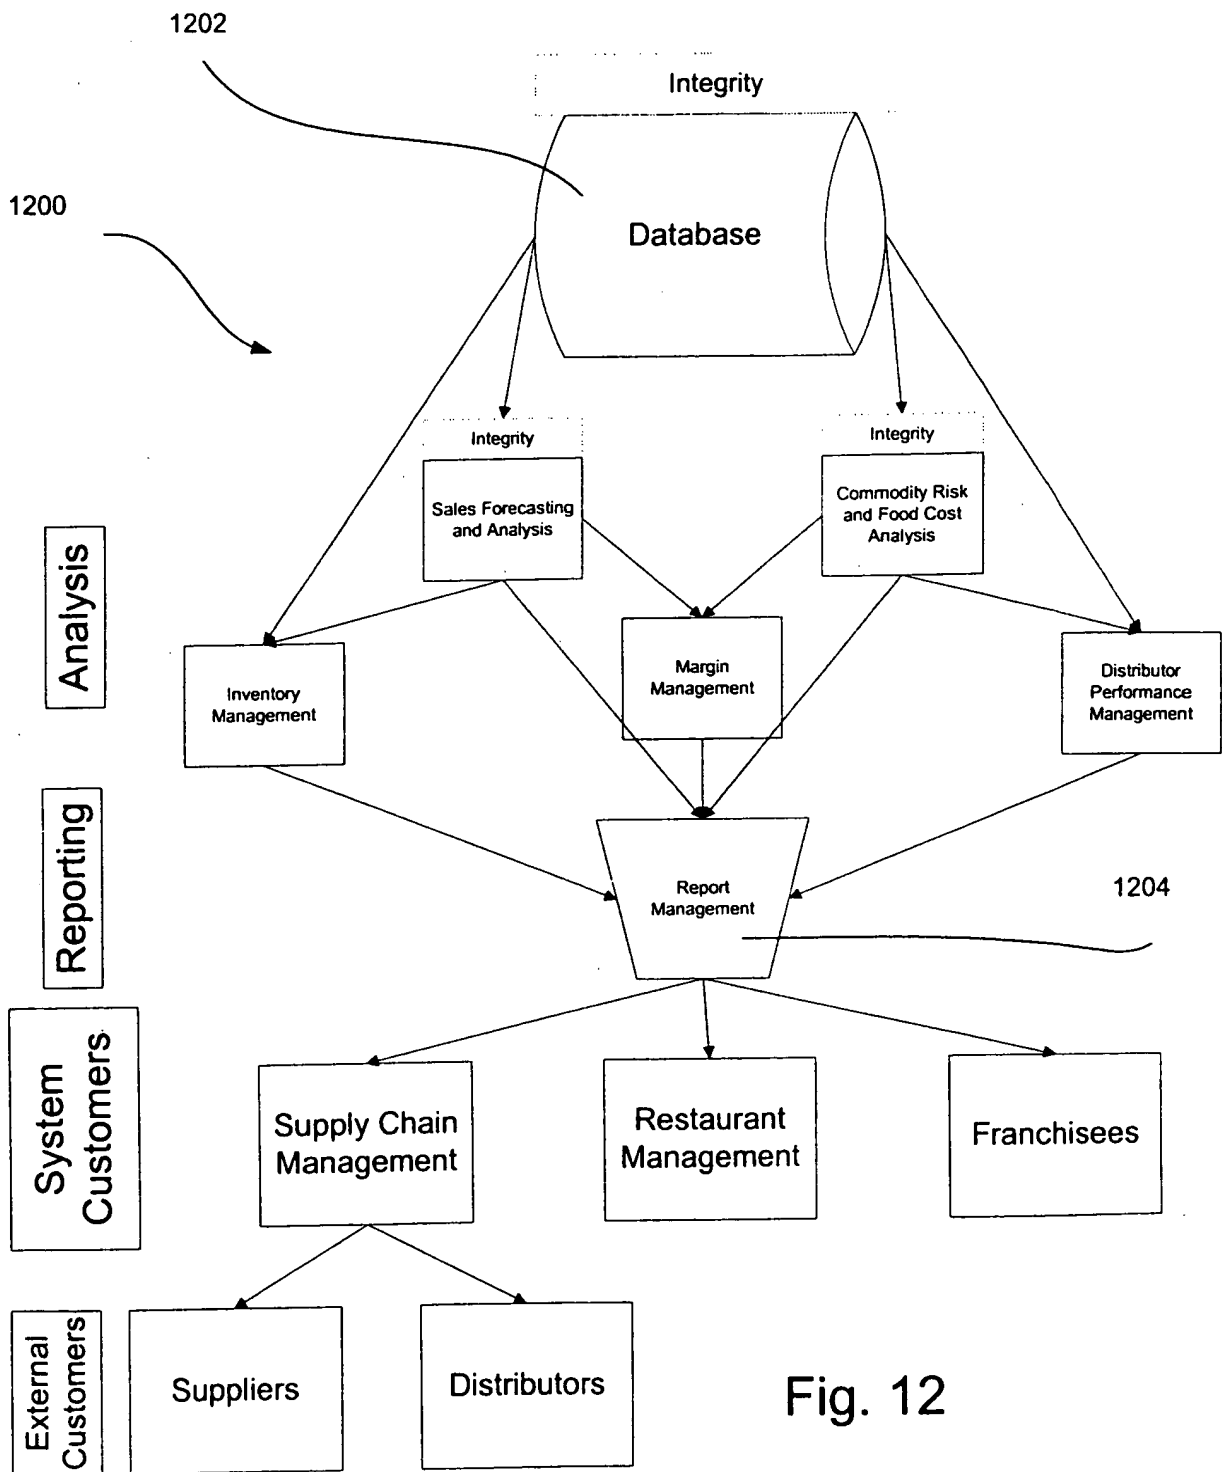 1202
Integrity
1200
Database
Integrity
Integrity
Sales Forecasting
and Analysis
Commodity Risk
and Food Cost
Analysis
Analysis
Inventory
Management
Margin
Management
Distributor
Performance
Management
Reporting
Report
Management
1204
System
Customers
Supply Chain
Management
Restaurant
Management
Franchisees
External
Customers
Suppliers
Distributors
Fig. 12